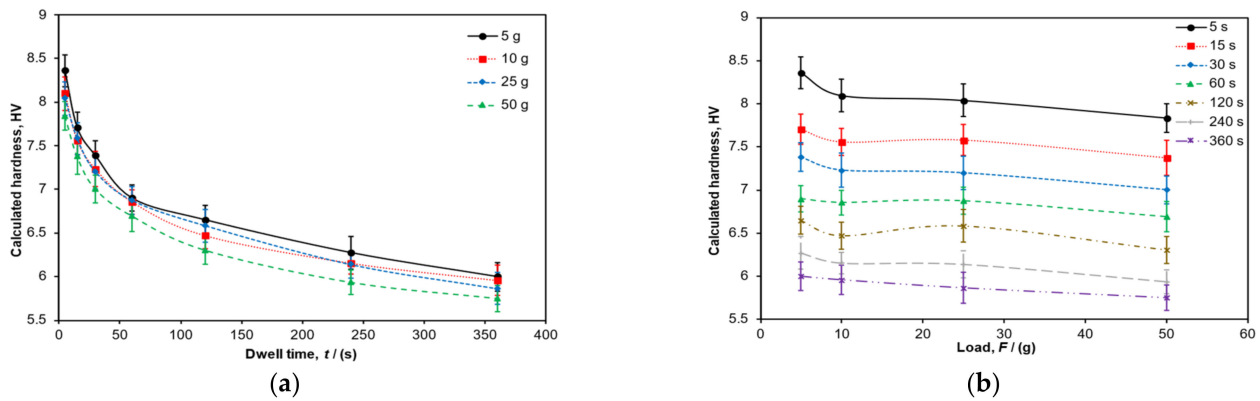 9
8.5
8
7.5
7
6.5
6
5.5
Calculated hardness, HV
0 50 100 150 200 250 300 350 400
Dwell time, t / (s)
5 g
10 g
25 g
50 g
(a)
9
8.5
8
7.5
7
6.5
6
5.5
Calculated hardness, HV
0 10 20 30 40 50 60
Load, F / (g)
5 s
15 s
30 s
60 s
120 s
240 s
360 s
(b)